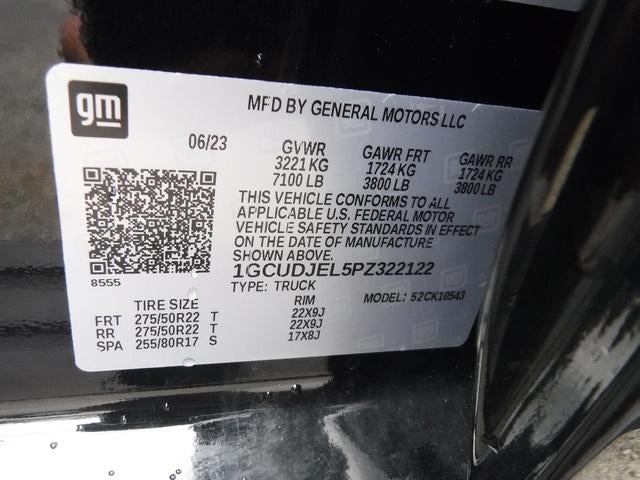 gm
MFD BY GENERAL MOTORS LLC
06/23 GVWR GAWR FRT GAWR RR
3221 KG 1724 KG 1724 KG
7100 LB 3800 LB 3800 LB
THIS VEHICLE CONFORMS TO ALL
APPLICABLE U.S. FEDERAL MOTOR
VEHICLE SAFETY STANDARDS IN EFFECT
ON THE DATE OF MANUFACTURE
SHOWN ABOVE.
8555
1GCUDJEL5PZ322122
TYPE: TRUCK MODEL: 52CK10543
TIRE SIZE RIM
FRT 275/50R22 T 22X9J
RR 275/50R22 T 22X9J
SPA 255/80R17 S 17X8J